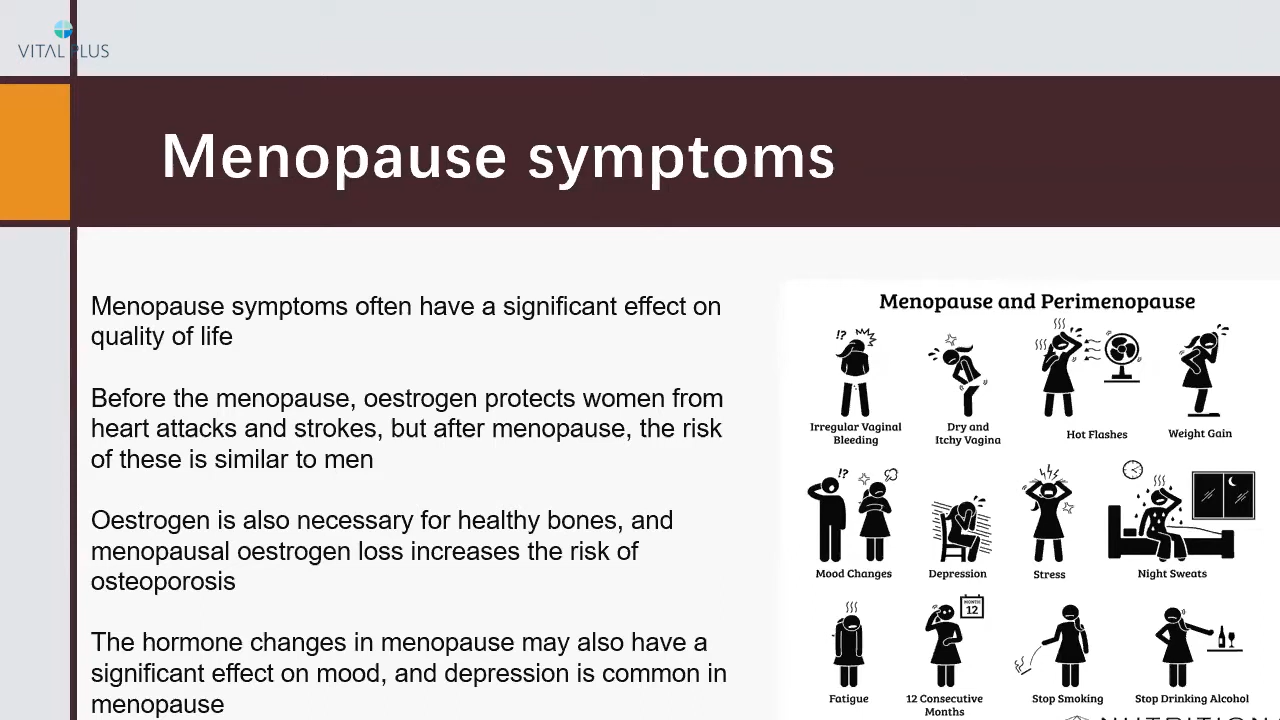 VITAL PLUS
Menopause symptoms
Menopause symptoms often have a significant effect on
quality of life
Before the menopause, oestrogen protects women from
heart attacks and strokes, but after menopause, the risk
of these is similar to men
Oestrogen is also necessary for healthy bones, and
menopausal oestrogen loss increases the risk of
osteoporosis
The hormone changes in menopause may also have a
significant effect on mood, and depression is common in
menopause
Menopause and Perimenopause
!?
Irregular Vaginal
Bleeding
Dry and
Itchy Vagina
Hot Flashes
Weight Gain
!?
Mood Changes
Depression
Stress
Night Sweats
MONTH
12
Fatigue
12 Consecutive
Months
Stop Smoking
Stop Drinking Alcohol